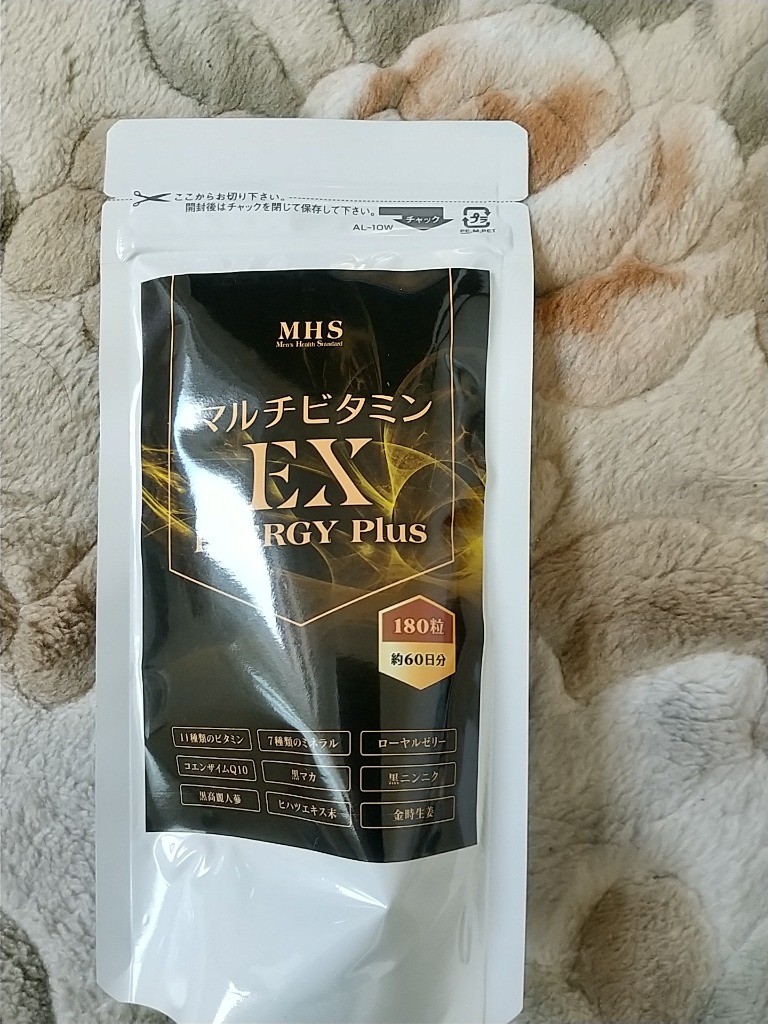 ここからお切り下さい。
開封後はチャックを閉じて保存して下さい。
チャック
AL-10W
プラ
PE,M,PET
MHS
Men's Health Standard
マルチビタミン
EX
ENERGY Plus
180粒
約60日分
11種類のビタミン
7種類のミネラル
ローヤルゼリー
コエンザイムQ10
黒マカ
黒ニンニク
黒高麗人参
ヒハツエキス末
金時生姜